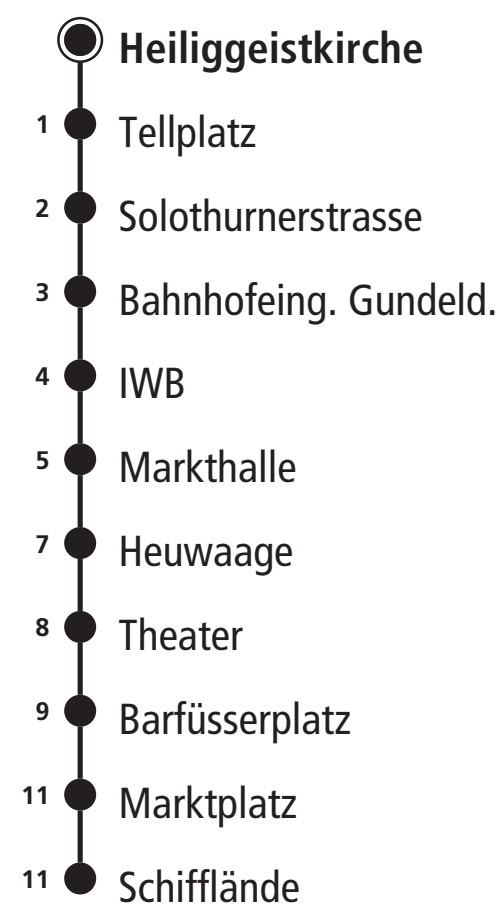 Heiliggeistkirche
1 Tellplatz
2 Solothurnerstrasse
3 Bahnhofeing. Gundeld.
4 IWB
5 Markthalle
7 Heuwaage
8 Theater
9 Barfüsserplatz
11 Marktplatz
11 Schifflände